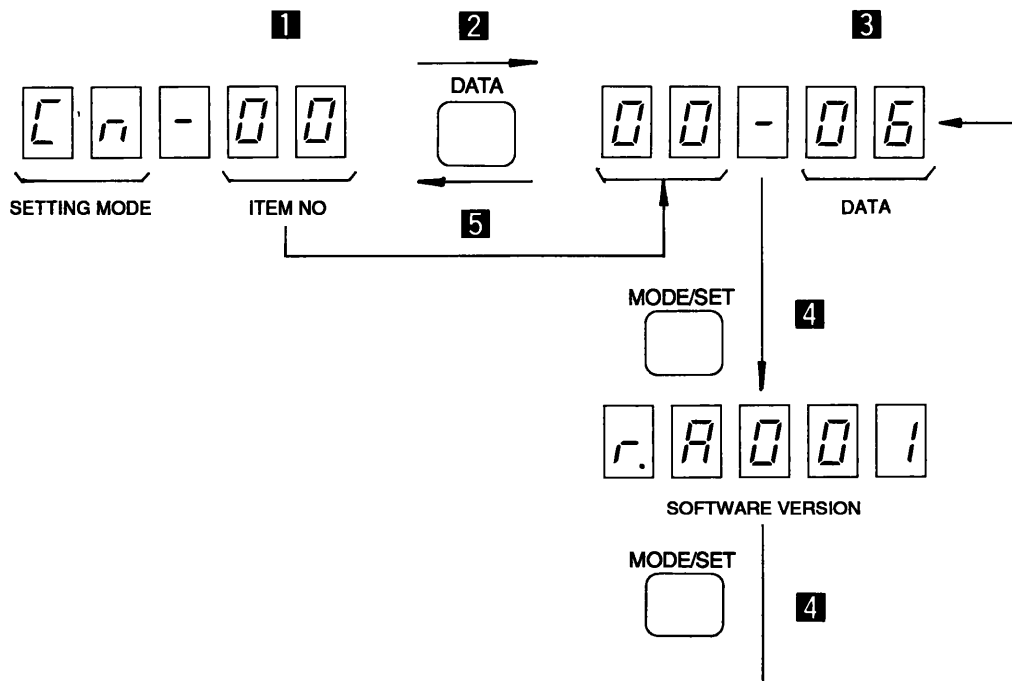 1 2 3
DATA
Cn-00 00-06
SETTING MODE ITEM NO DATA
5
MODE/SET
4
r.A001
SOFTWARE VERSION
MODE/SET
4